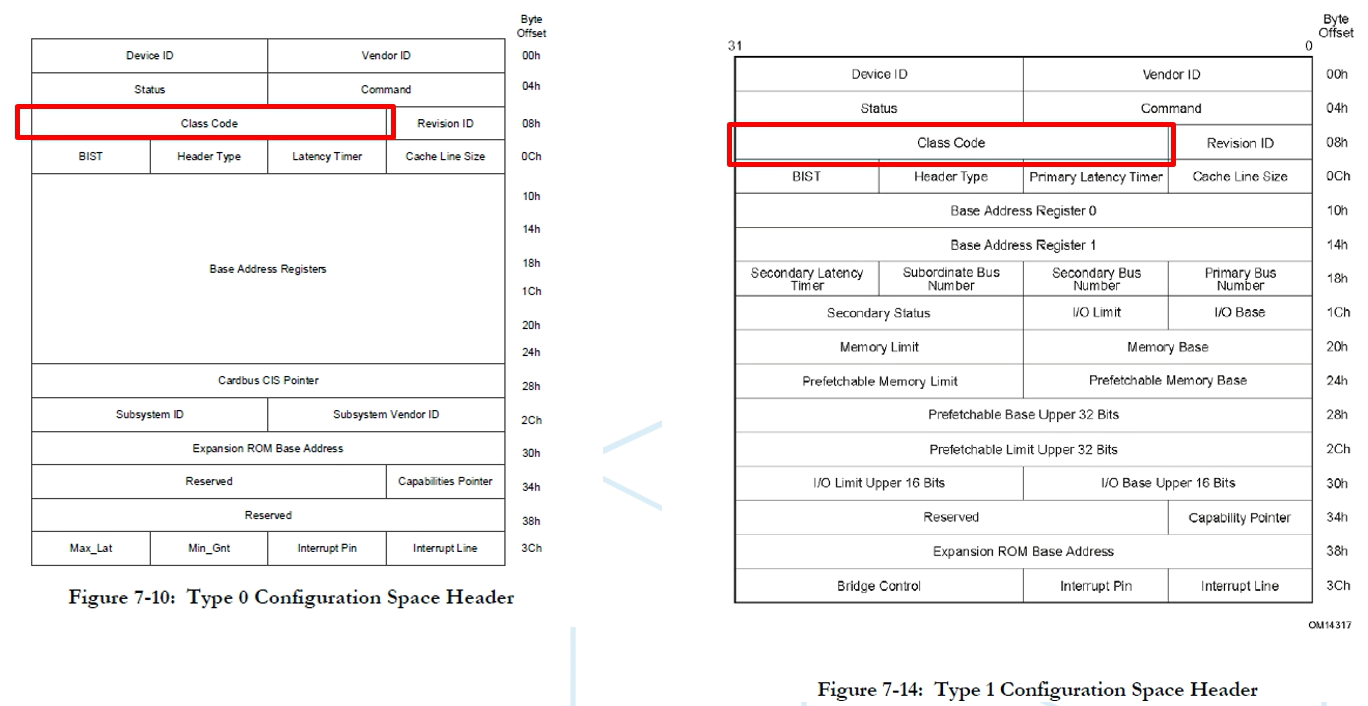 Byte
Offset
Device ID Vendor ID 00h
Status Command 04h
Class Code Revision ID 08h
BIST Header Type Latency Timer Cache Line Size 0Ch
10h
14h
18h
Base Address Registers
1Ch
20h
24h
Cardbus CIS Pointer 28h
Subsystem ID Subsystem Vendor ID 2Ch
Expansion ROM Base Address 30h
Reserved Capabilities Pointer 34h
Reserved 38h
Max_Lat Min_Gnt Interrupt Pin Interrupt Line 3Ch
Figure 7-10: Type 0 Configuration Space Header
Byte
Offset
31 0
Device ID Vendor ID 00h
Status Command 04h
Class Code Revision ID 08h
BIST Header Type Primary Latency Timer Cache Line Size 0Ch
Base Address Register 0 10h
Base Address Register 1 14h
Secondary Latency Subordinate Bus Secondary Bus Primary Bus
Timer Number Number Number 18h
Secondary Status I/O Limit I/O Base 1Ch
Memory Limit Memory Base 20h
Prefetchable Memory Limit Prefetchable Memory Base 24h
Prefetchable Base Upper 32 Bits 28h
Prefetchable Limit Upper 32 Bits 2Ch
I/O Limit Upper 16 Bits I/O Base Upper 16 Bits 30h
Reserved Capability Pointer 34h
Expansion ROM Base Address 38h
Bridge Control Interrupt Pin Interrupt Line 3Ch
OM14317
Figure 7-14: Type 1 Configuration Space Header